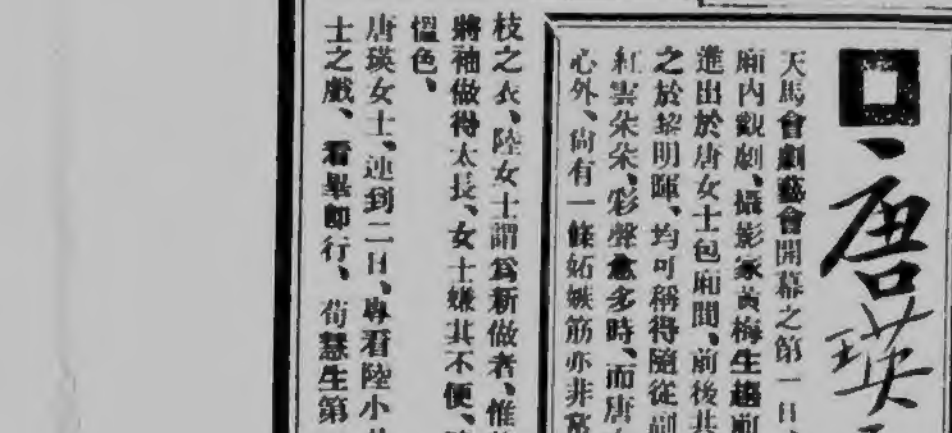 唐瑛
天馬會劇藝會開幕之第一日
廂內觀劇、攝影家黃梅生趨前
進出於唐女士包廂間、前後共
之於黎明暉、均可稱得隨從副
紅雲朵朵、彩聲愈多時、而唐
心外、尙有一條妬嫉筋亦非常
枝之衣、陸女士謂爲新做者、惟
將袖做得太長、女士嫌其不便、
慍色、
唐瑛女士、連到二日、專看陸小
士之戲、看畢卽行、荀慧生第